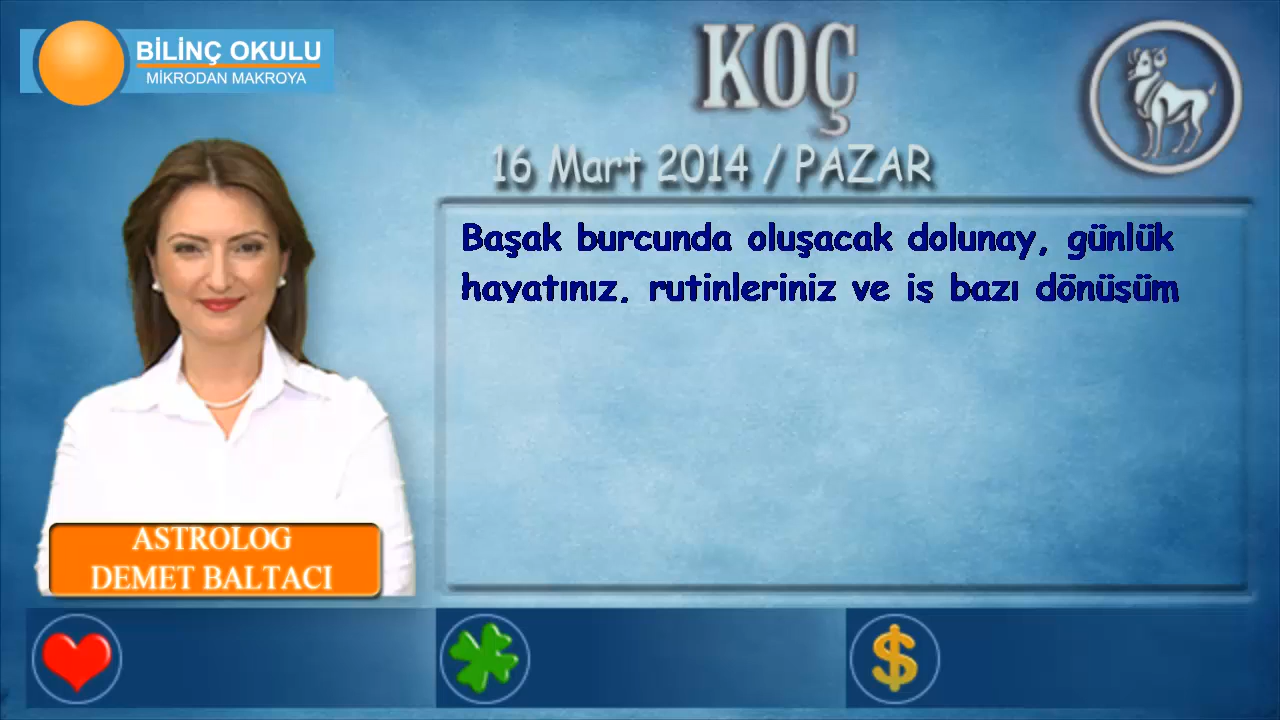 BİLİNÇ OKULU
MİKRODAN MAKROYA
KOÇ
16 Mart 2014 / PAZAR
Başak burcunda oluşacak dolunay, günlük
hayatınız, rutinleriniz ve iş bazı dönüşüm
ASTROLOG
DEMET BALTACI